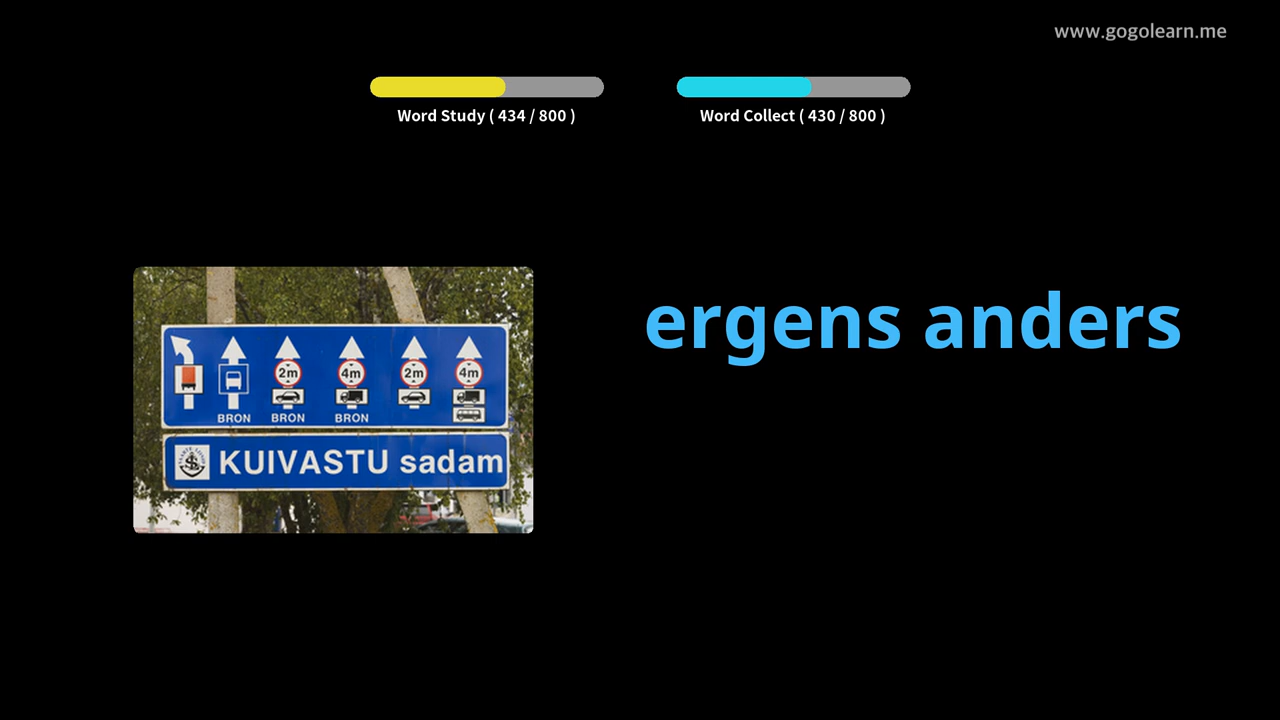 www.gogolearn.me
Word Study ( 434 / 800 )
Word Collect ( 430 / 800 )
ergens anders
2m 4m 2m 4m
BRON BRON BRON
KUIVASTU sadam